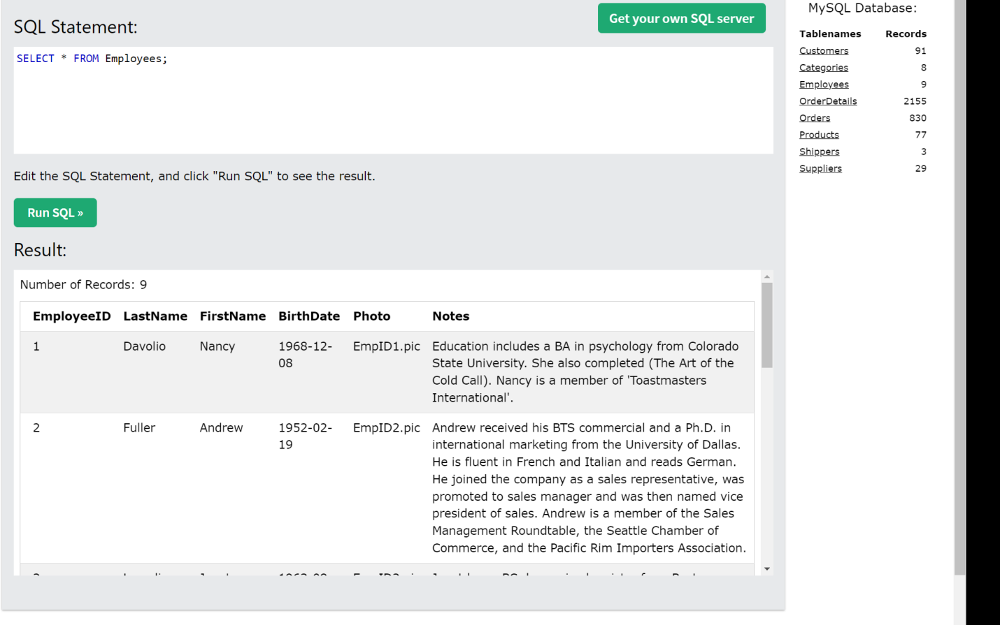 SQL Statement:
Get your own SQL server
SELECT * FROM Employees;
Edit the SQL Statement, and click "Run SQL" to see the result.
Run SQL »
Result:
Number of Records: 9
EmployeeID LastName FirstName BirthDate Photo Notes
1 Davolio Nancy 1968-12- EmpID1.pic Education includes a BA in psychology from Colorado
08 State University. She also completed (The Art of the
Cold Call). Nancy is a member of 'Toastmasters
International'.
2 Fuller Andrew 1952-02- EmpID2.pic Andrew received his BTS commercial and a Ph.D. in
19 international marketing from the University of Dallas.
He is fluent in French and Italian and reads German.
He joined the company as a sales representative, was
promoted to sales manager and was then named vice
president of sales. Andrew is a member of the Sales
Management Roundtable, the Seattle Chamber of
Commerce, and the Pacific Rim Importers Association.
MySQL Database:
Tablenames Records
Customers 91
Categories 8
Employees 9
OrderDetails 2155
Orders 830
Products 77
Shippers 3
Suppliers 29